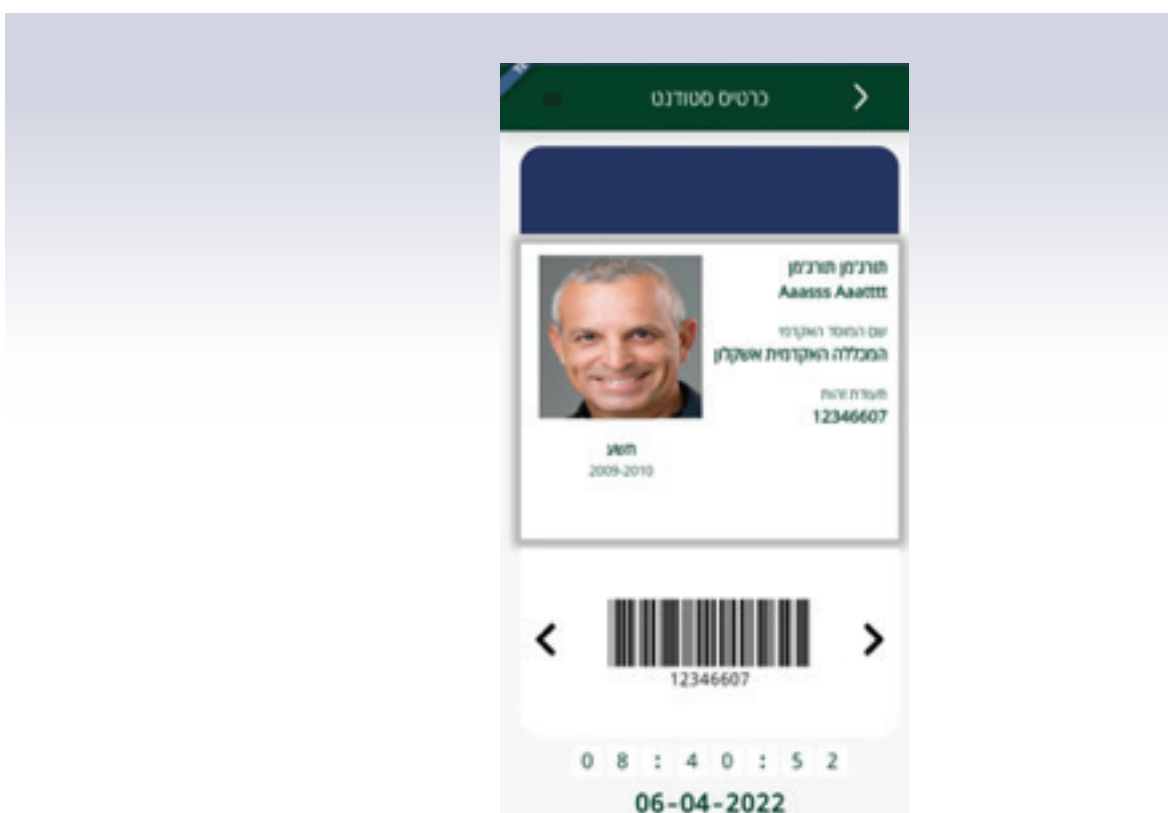 כרטיס סטודנט
תורג'מן תורג'מן
Aaasss Aaatttt
שם המוסד האקדמי
המכללה האקדמית אשקלון
תעודת זהות
12346607
תשע
2009-2010
12346607
08:40:52
06-04-2022